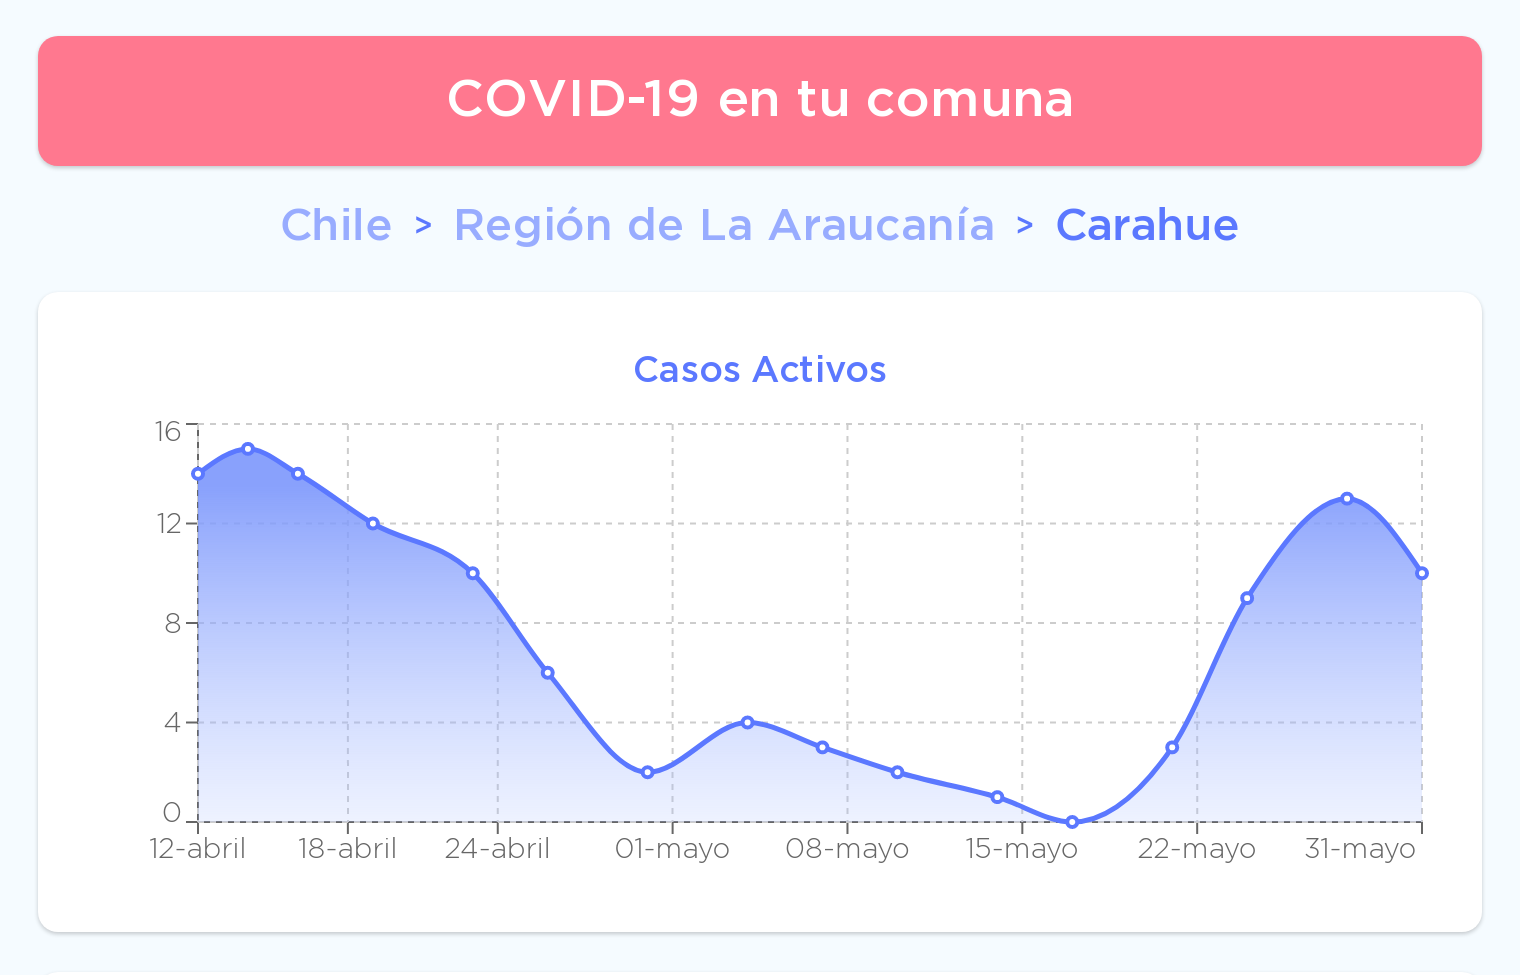 COVID-19 en tu comuna
Chile > Región de La Araucanía > Carahue
Casos Activos
16
12
8
4
0
12-abril 18-abril 24-abril 01-mayo 08-mayo 15-mayo 22-mayo 31-mayo